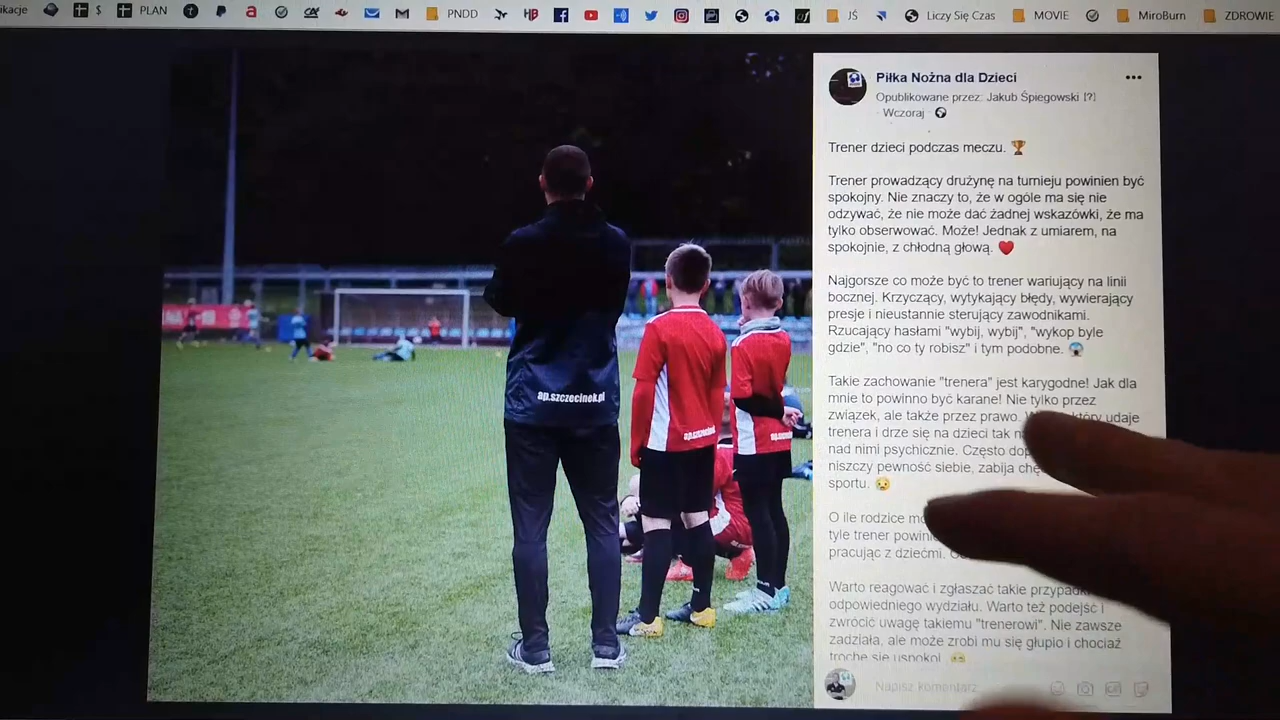 ikacje
$
PLAN
a
PNDD
HB
JŚ
Liczy Się Czas
MOVIE
MiroBurn
ZDROWIE
Piłka Nożna dla Dzieci
Opublikowane przez: Jakub Śpiegowski [?]
· Wczoraj ·
Trener dzieci podczas meczu.
Trener prowadzący drużynę na turnieju powinien być
spokojny. Nie znaczy to, że w ogóle ma się nie
odzywać, że nie może dać żadnej wskazówki, że ma
tylko obserwować. Może! Jednak z umiarem, na
spokojnie, z chłodną głową.
Najgorsze co może być to trener wariujący na linii
bocznej. Krzyczący, wytykający błędy, wywierający
presje i nieustannie sterujący zawodnikami.
Rzucający hasłami "wybij, wybij", "wykop byle
gdzie", "no co ty robisz" i tym podobne.
Takie zachowanie "trenera" jest karygodne! Jak dla
mnie to powinno być karane! Nie tylko przez
związek, ale także przez prawo. który udaje
trenera i drze się na dzieci tak
nad nimi psychicznie. Często
niszczy pewność siebie, zabija
sportu.
O ile rodzice
tyle trener
pracując z dziećmi.
Warto reagować i zgłaszać takie przypadki
odpowiedniego wydziału. Warto też podejść i
zwrócić uwagę takiemu "trenerowi". Nie zawsze
zadziała, ale może zrobi mu się głupio i chociaż
trochę się uspokoi.
Napisz komentarz
ap.szczecinek.pl